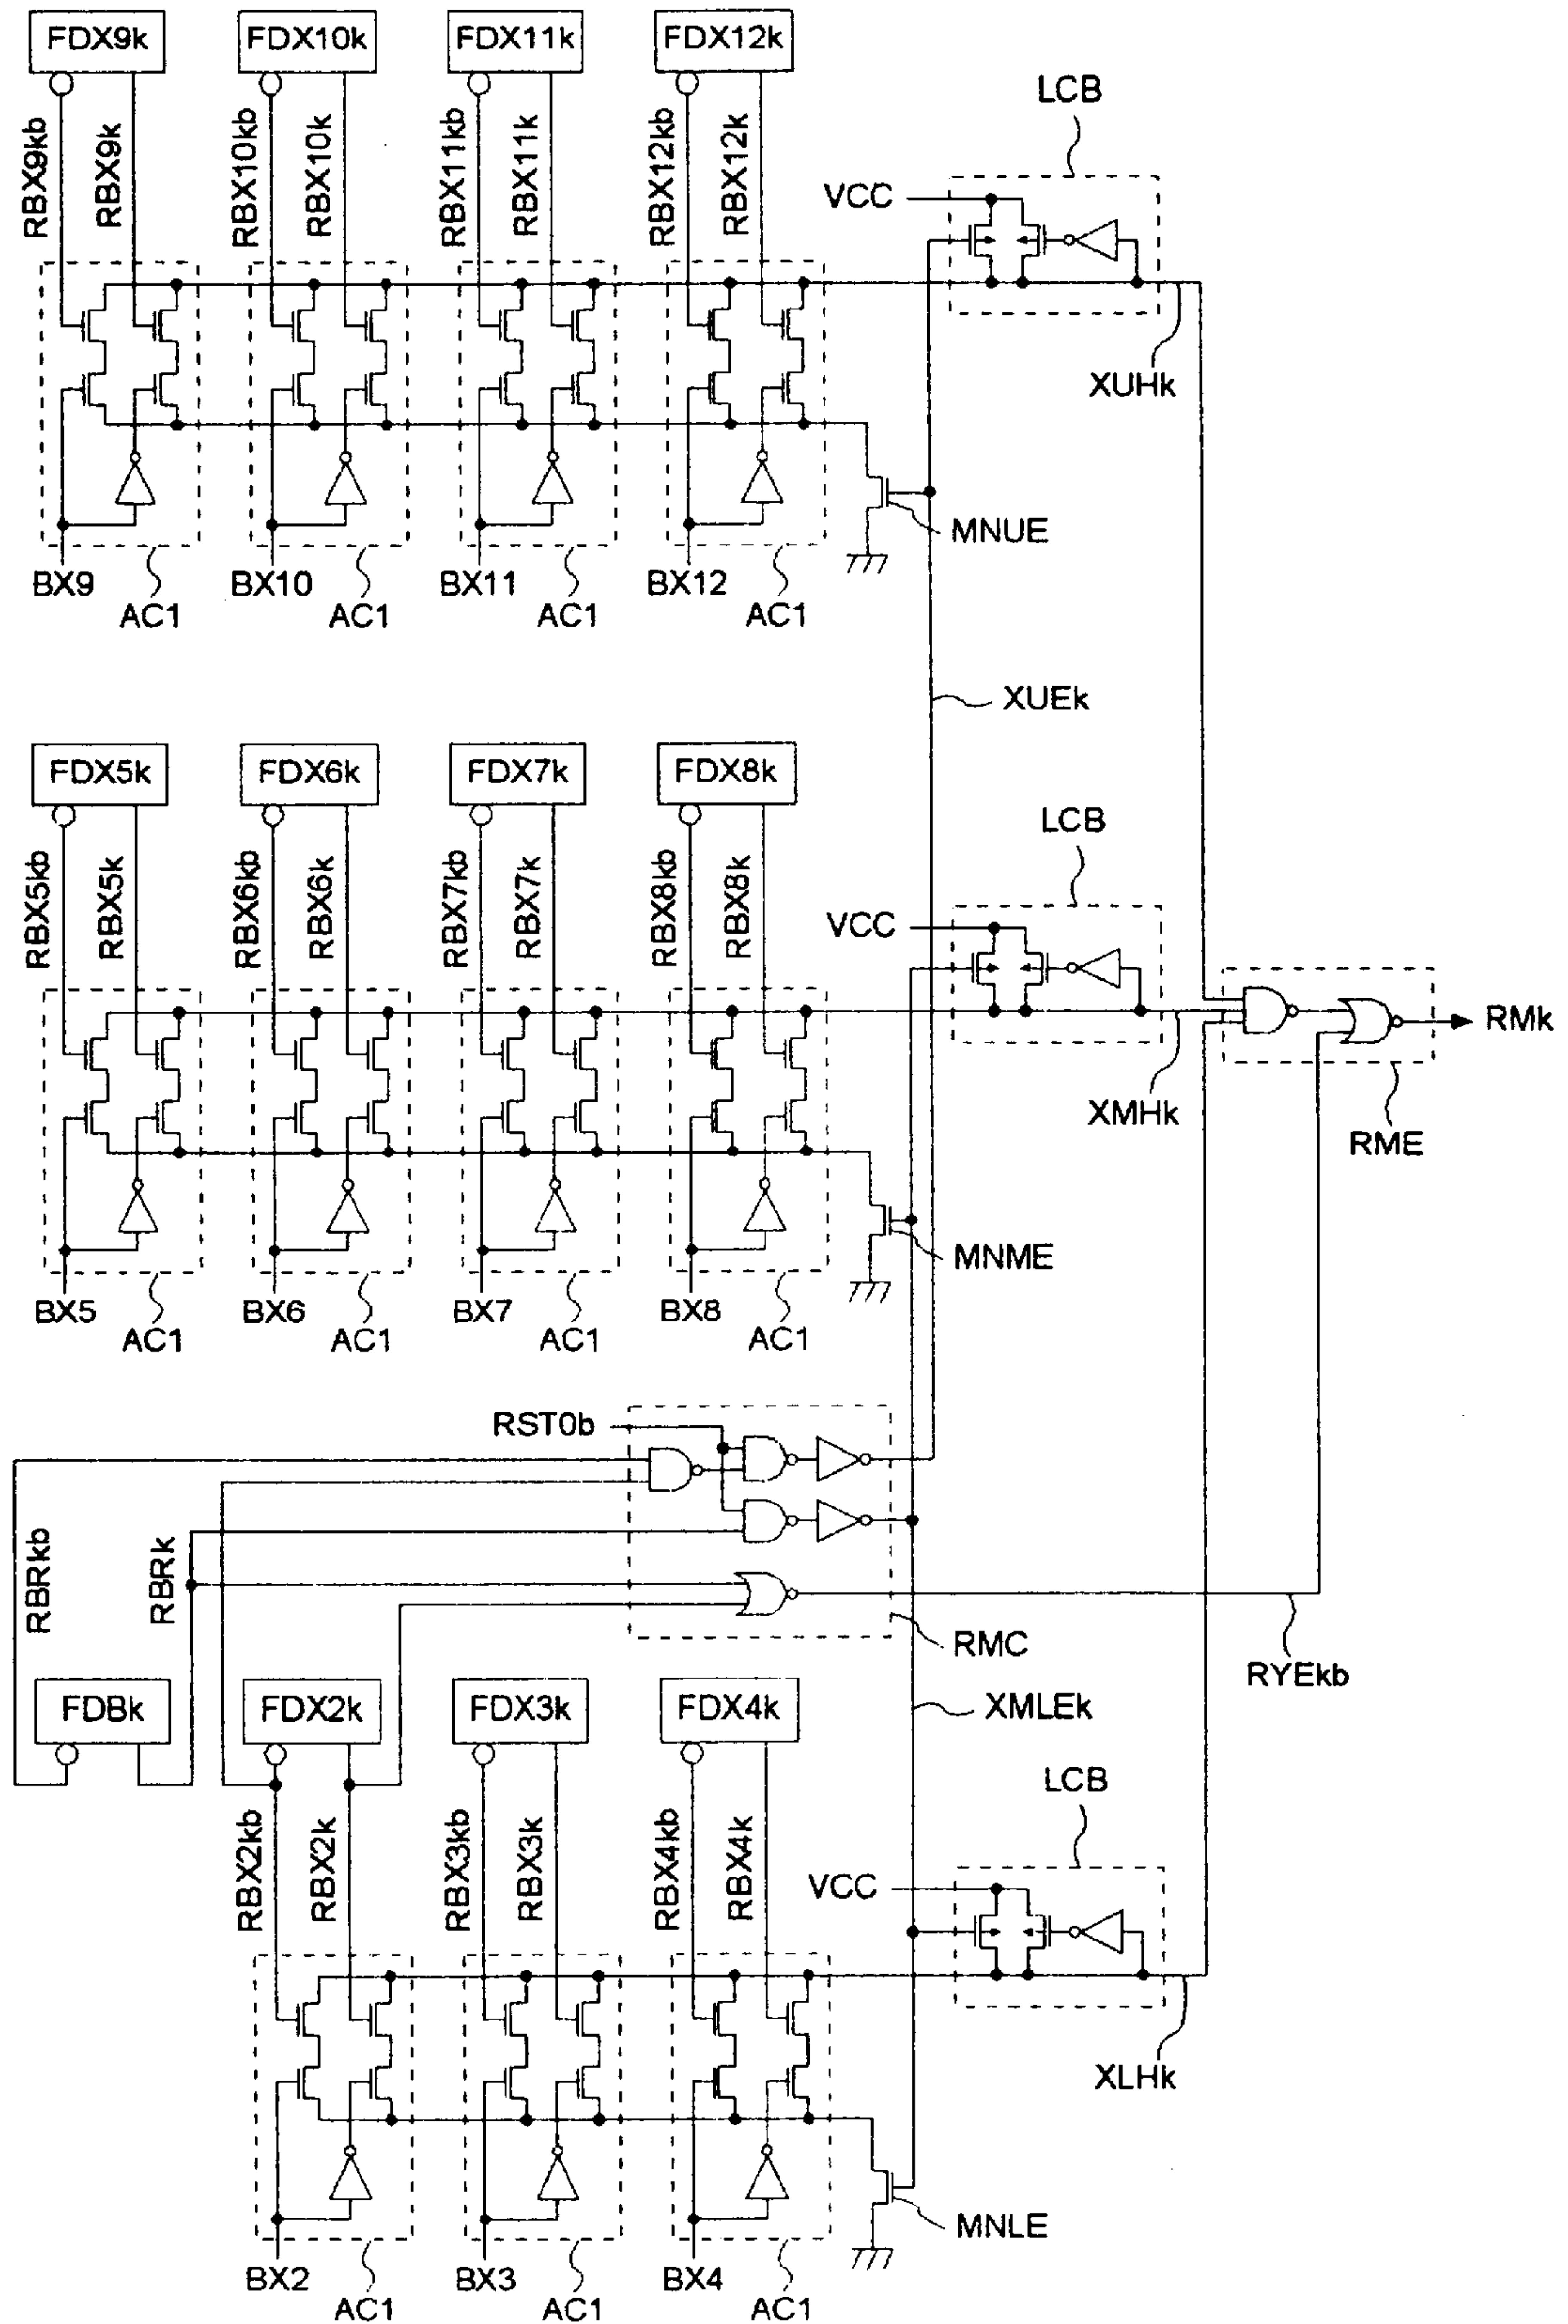 FDX9k FDX10k FDX11k FDX12k
LCB
RBX9kb RBX9k RBX10kb RBX10k RBX11kb RBX11k RBX12kb RBX12k
VCC
XUHk
MNUE
BX9 BX10 BX11 BX12
AC1 AC1 AC1 AC1
XUEk
FDX5k FDX6k FDX7k FDX8k
LCB
RBX5kb RBX5k RBX6kb RBX6k RBX7kb RBX7k RBX8kb RBX8k
VCC
RMk
XMHk
RME
MNME
BX5 BX6 BX7 BX8
AC1 AC1 AC1 AC1
RST0b
RBRkb RBRk
RMC
RYEkb
FDBk FDX2k FDX3k FDX4k
XMLEk
LCB
RBX2kb RBX2k RBX3kb RBX3k RBX4kb RBX4k
VCC
XLHk
MNLE
BX2 BX3 BX4
AC1 AC1 AC1